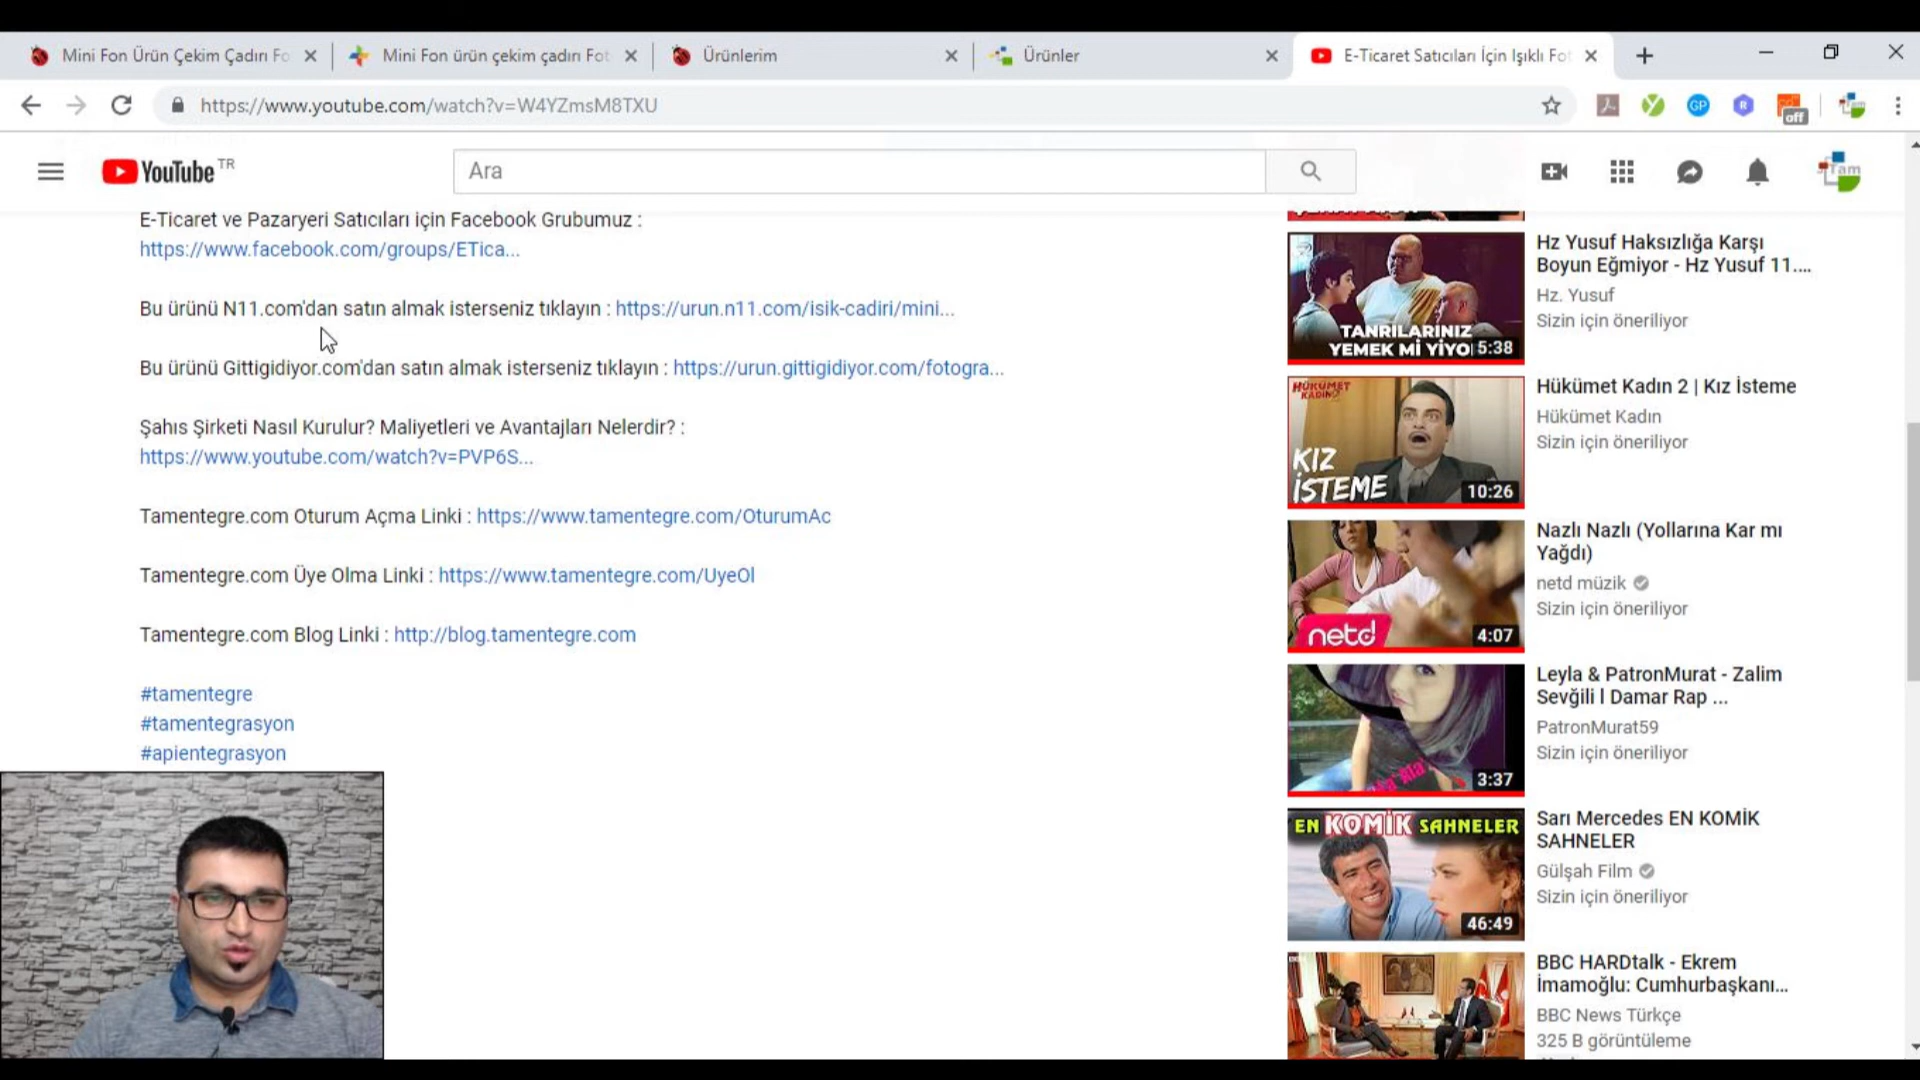 Mini Fon Ürün Çekim Çadırı Fo
Mini Fon ürün çekim çadırı Fot
Ürünlerim
Ürünler
E-Ticaret Satıcıları İçin Işıklı Fot
https://www.youtube.com/watch?v=W4YZmsM8TXU
GP
R
off
YouTube TR
Ara
Tam
E-Ticaret ve Pazaryeri Satıcıları için Facebook Grubumuz :
https://www.facebook.com/groups/ETica...
Bu ürünü N11.com'dan satın almak isterseniz tıklayın : https://urun.n11.com/isik-cadiri/mini...
Bu ürünü Gittigidiyor.com'dan satın almak isterseniz tıklayın : https://urun.gittigidiyor.com/fotogra...
Şahıs Şirketi Nasıl Kurulur? Maliyetleri ve Avantajları Nelerdir? :
https://www.youtube.com/watch?v=PVP6S...
Tamentegre.com Oturum Açma Linki : https://www.tamentegre.com/OturumAc
Tamentegre.com Üye Olma Linki : https://www.tamentegre.com/UyeOl
Tamentegre.com Blog Linki : http://blog.tamentegre.com
#tamentegre
#tamentegrasyon
#apientegrasyon
TANRILARINIZ
YEMEK Mİ YİYO
5:38
Hz Yusuf Haksızlığa Karşı
Boyun Eğmiyor - Hz Yusuf 11....
Hz. Yusuf
Sizin için öneriliyor
HÜKÜMET
KADIN
KIZ
İSTEME
10:26
Hükümet Kadın 2 | Kız İsteme
Hükümet Kadın
Sizin için öneriliyor
netd
4:07
Nazlı Nazlı (Yollarına Kar mı
Yağdı)
netd müzik
Sizin için öneriliyor
3:37
Leyla & PatronMurat - Zalim
Sevğili l Damar Rap ...
PatronMurat59
Sizin için öneriliyor
EN KOMİK SAHNELER
46:49
Sarı Mercedes EN KOMİK
SAHNELER
Gülşah Film
Sizin için öneriliyor
BBC HARDtalk - Ekrem
İmamoğlu: Cumhurbaşkanı...
BBC News Türkçe
325 B görüntüleme